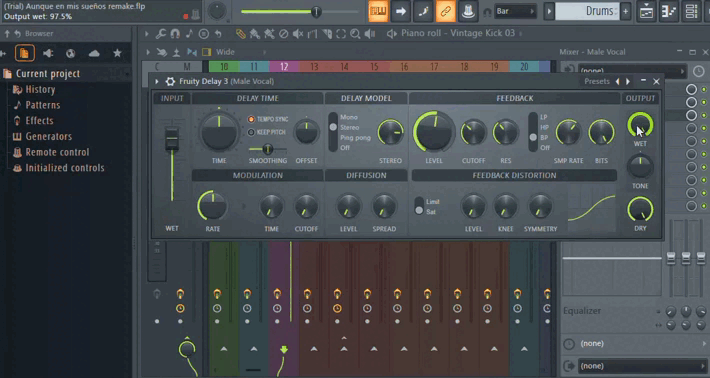 (Trial) Aunque en mis sueños remake.flp
Output wet: 97.5%
Bar
Drums
Browser
Wide
Piano roll - Vintage Kick 03
Mixer - Male Vocal
Current project
History
Patterns
Effects
Generators
Remote control
Initialized controls
C M 10 11 12 13 14 15 16 17 18 19 20
(none)
Fruity Delay 3 (Male Vocal)
Presets
INPUT DELAY TIME DELAY MODEL FEEDBACK OUTPUT
TEMPO SYNC
KEEP PITCH
Mono
Stereo
Ping pong
Off
LP
HP
BP
Off
TIME SMOOTHING OFFSET STEREO LEVEL CUTOFF RES SMP RATE BITS WET
MODULATION DIFFUSION FEEDBACK DISTORTION
TONE
Limit
Sat
WET RATE TIME CUTOFF LEVEL SPREAD LEVEL KNEE SYMMETRY DRY
Equalizer
(none)
(none)